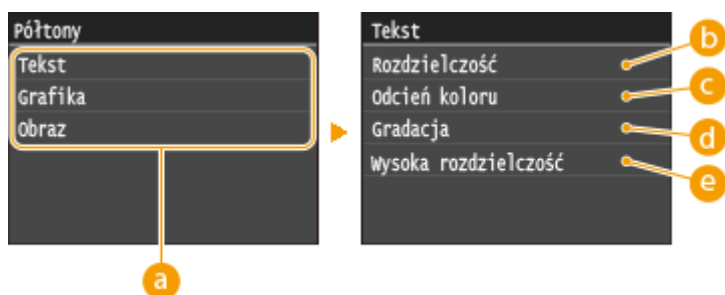 Półtony
Tekst
Grafika
Obraz
a
Tekst
Rozdzielczość
Odcień koloru
Gradacja
Wysoka rozdzielczość
b
c
d
e